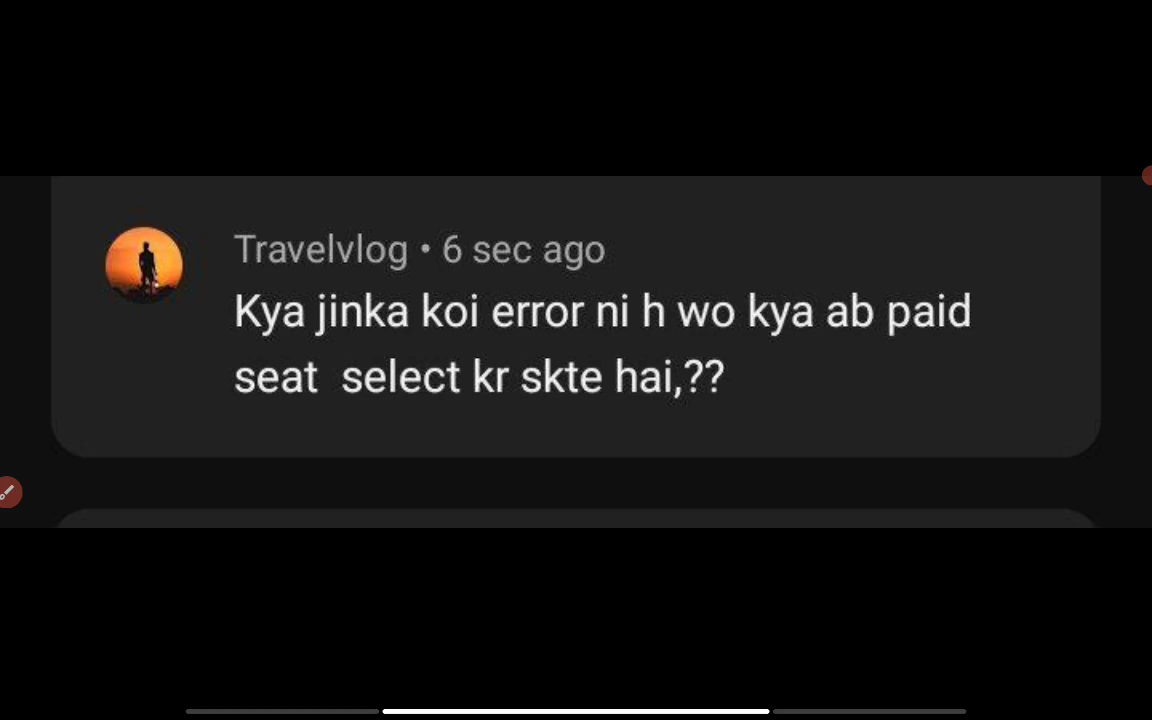 Travelvlog • 6 sec ago
Kya jinka koi error ni h wo kya ab paid
seat  select kr skte hai,??